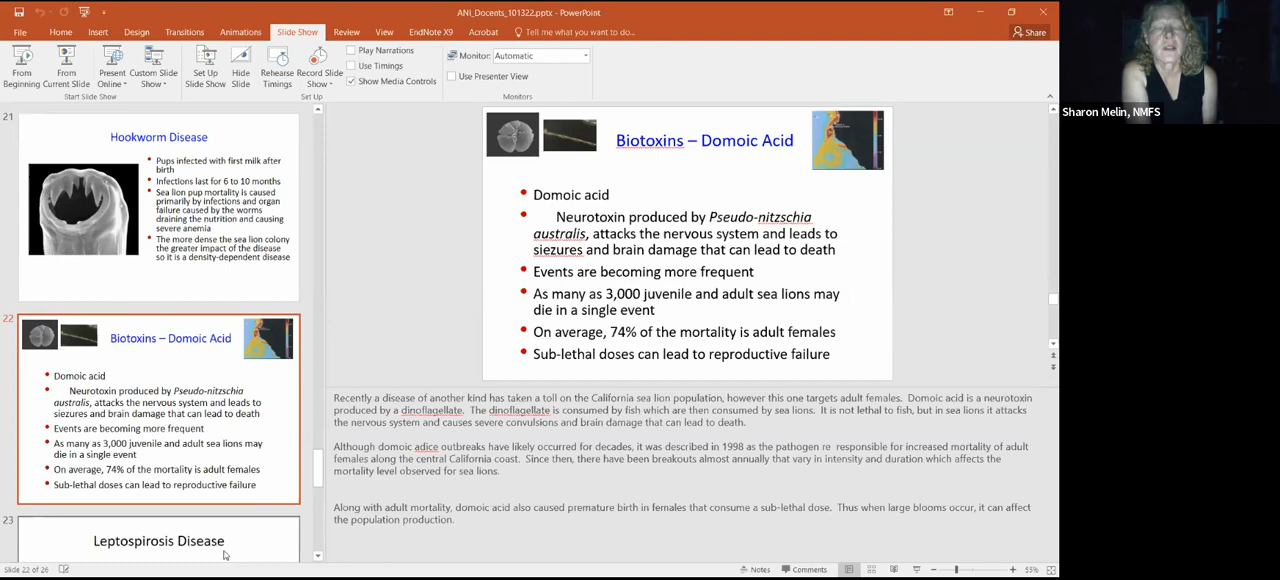 ANI_Docents_101322.pptx - PowerPoint
File Home Insert Design Transitions Animations Slide Show Review View EndNote X9 Acrobat Tell me what you want to do... Share
From Beginning
From Current Slide
Present Online
Custom Slide Show
Start Slide Show
Set Up Slide Show
Hide Slide
Rehearse Timings
Record Slide Show
Play Narrations
Use Timings
Show Media Controls
Set Up
Monitor: Automatic
Use Presenter View
Monitors
Sharon Melin, NMFS
21
Hookworm Disease
Pups infected with first milk after
birth
Infections last for 6 to 10 months
Sea lion pup mortality is caused
primarily by infections and organ
failure caused by the worms
draining the nutrition and causing
severe anemia
The more dense the sea lion colony
the greater impact of the disease
so it is a density-dependent disease
22
Biotoxins – Domoic Acid
Domoic acid
Neurotoxin produced by Pseudo-nitzschia
australis, attacks the nervous system and leads to
siezures and brain damage that can lead to death
Events are becoming more frequent
As many as 3,000 juvenile and adult sea lions may
die in a single event
On average, 74% of the mortality is adult females
Sub-lethal doses can lead to reproductive failure
23
Leptospirosis Disease
Biotoxins – Domoic Acid
Domoic acid
Neurotoxin produced by Pseudo-nitzschia
australis, attacks the nervous system and leads to
siezures and brain damage that can lead to death
Events are becoming more frequent
As many as 3,000 juvenile and adult sea lions may
die in a single event
On average, 74% of the mortality is adult females
Sub-lethal doses can lead to reproductive failure
Recently a disease of another kind has taken a toll on the California sea lion population, however this one targets adult females. Domoic acid is a neurotoxin
produced by a dinoflagellate. The dinoflagellate is consumed by fish which are then consumed by sea lions. It is not lethal to fish, but in sea lions it attacks
the nervous system and causes severe convulsions and brain damage that can lead to death.
Although domoic adice outbreaks have likely occurred for decades, it was described in 1998 as the pathogen re responsible for increased mortality of adult
females along the central California coast. Since then, there have been breakouts almost annually that vary in intensity and duration which affects the
mortality level observed for sea lions.
Along with adult mortality, domoic acid also caused premature birth in females that consume a sub-lethal dose. Thus when large blooms occur, it can affect
the population production.
Slide 22 of 26 Notes Comments 55%